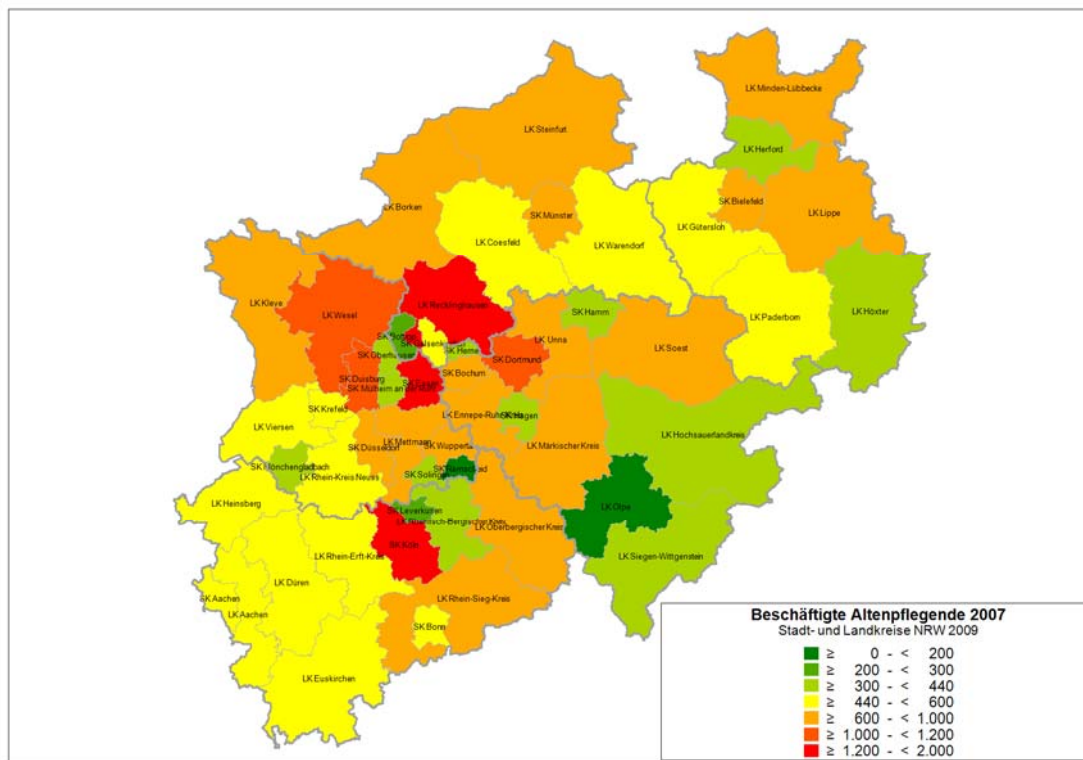 LK Minden-Lübbecke
LK Steinfurt
LK Herford
SK Bielefeld
LK Borken
SK Münster
LK Lippe
LK Gütersloh
LK Coesfeld
LK Warendorf
LK Kleve
LK Recklinghausen
LK Höxter
LK Wesel
SK Hamm
LK Paderborn
LK Unna
LK Soest
SK Herne
SK Oberhausen
SK Dortmund
SK Bochum
SK Duisburg
SK Essen
SK Mülheim an der
SK Krefeld
LK Ennepe-Ruhr-Kreis
SK Hagen
LK Viersen
LK Hochsauerlandkreis
LK Mettmann
LK Märkischer Kreis
SK Düsseldorf
SK Wupperta
SK Mönchengladbach
SK Remscheid
SK Solingen
LK Rhein-Kreis Neuss
LK Heinsberg
LK Olpe
SK Leverkusen
LK Rheinisch-Bergischer Kreis
LK Oberbergischer Kreis
SK Köln
LK Rhein-Erft-Kreis
LK Siegen-Wittgenstein
LK Düren
SK Aachen
LK Rhein-Sieg-Kreis
LK Aachen
SK Bonn
LK Euskirchen
Beschäftigte Altenpflegende 2007
Stadt- und Landkreise NRW 2009
≥ 0 - < 200
≥ 200 - < 300
≥ 300 - < 440
≥ 440 - < 600
≥ 600 - < 1.000
≥ 1.000 - < 1.200
≥ 1.200 - < 2.000